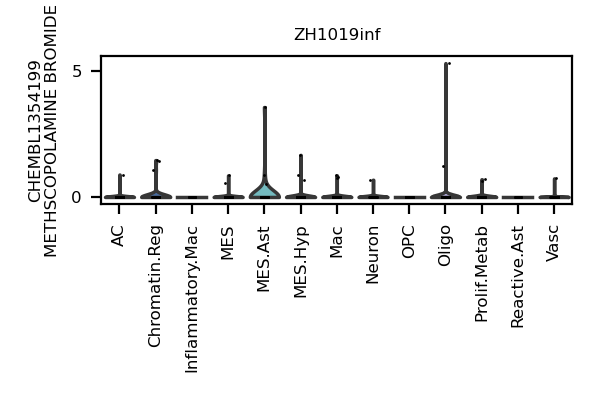 ZH1019inf
CHEMBL1354199
METHSCOPOLAMINE BROMIDE
5
0
AC
Chromatin.Reg
Inflammatory.Mac
MES
MES.Ast
MES.Hyp
Mac
Neuron
OPC
Oligo
Prolif.Metab
Reactive.Ast
Vasc